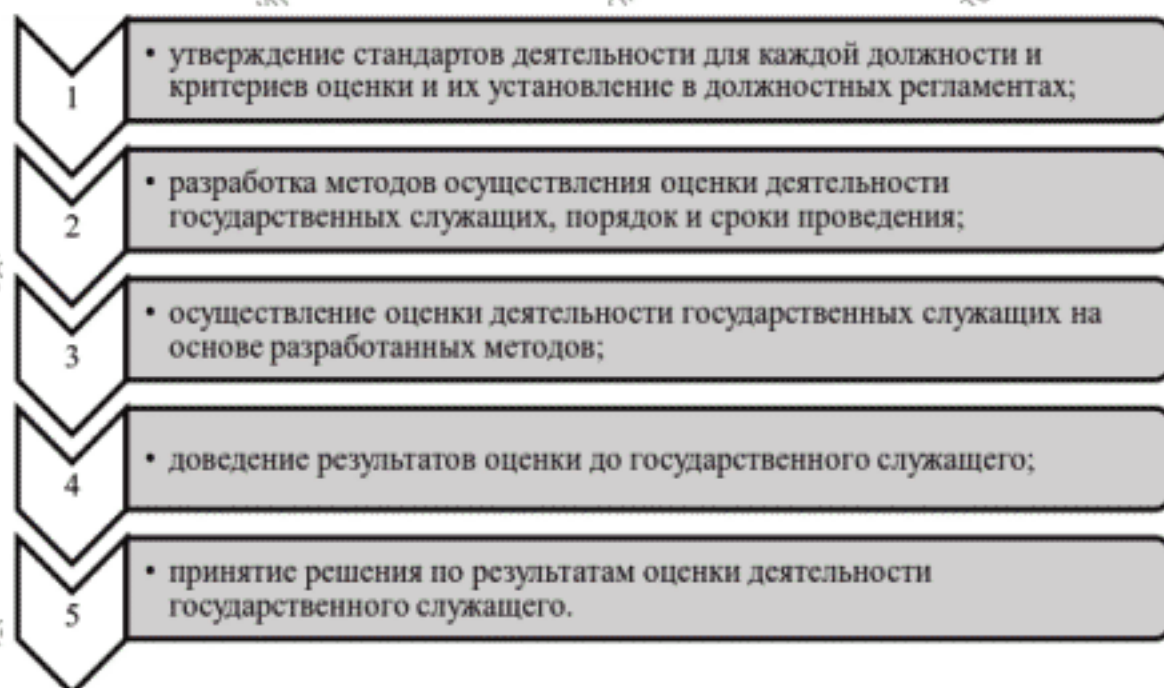 1
• утверждение стандартов деятельности для каждой должности и
критериев оценки и их установление в должностных регламентах;
2
• разработка методов осуществления оценки деятельности
государственных служащих, порядок и сроки проведения;
3
• осуществление оценки деятельности государственных служащих на
основе разработанных методов;
4
• доведение результатов оценки до государственного служащего;
5
• принятие решения по результатам оценки деятельности
государственного служащего.